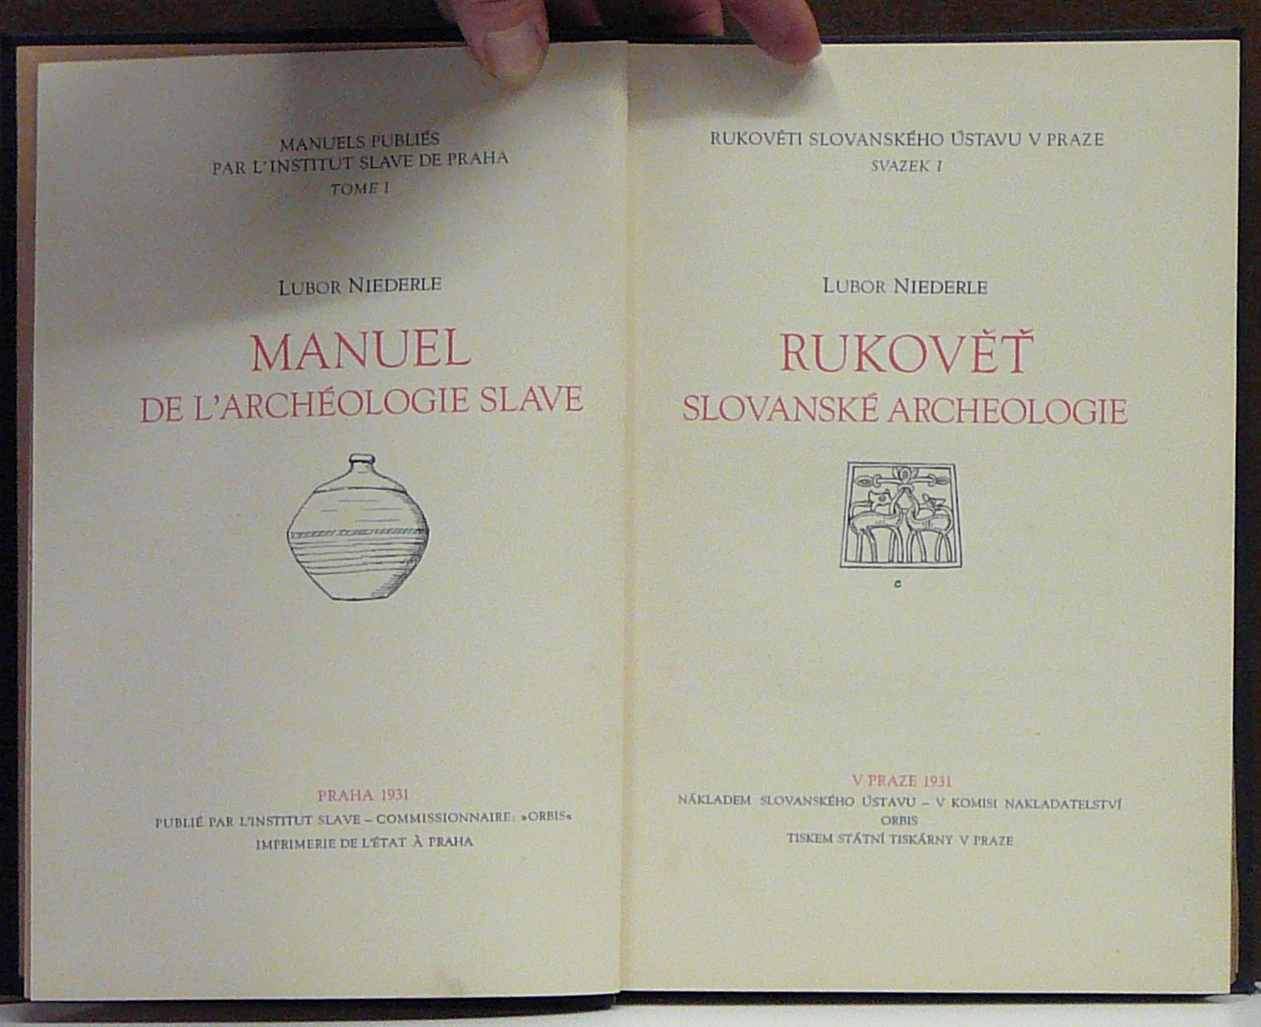 MANUELS PUBLIÉS
PAR L'INSTITUT SLAVE DE PRAHA
TOME I
LUBOR NIEDERLE
MANUEL
DE L'ARCHÉOLOGIE SLAVE
PRAHA 1931
PUBLIÉ PAR L'INSTITUT SLAVE – COMMISSIONNAIRE: »ORBIS«
IMPRIMERIE DE L'ÉTAT À PRAHA
RUKOVĚTI SLOVANSKÉHO ÚSTAVU V PRAZE
SVAZEK I
LUBOR NIEDERLE
RUKOVĚŤ
SLOVANSKÉ ARCHEOLOGIE
V PRAZE 1931
NÁKLADEM SLOVANSKÉHO ÚSTAVU – V KOMISI NAKLADATELSTVÍ
ORBIS
TISKEM STÁTNÍ TISKÁRNY V PRAZE